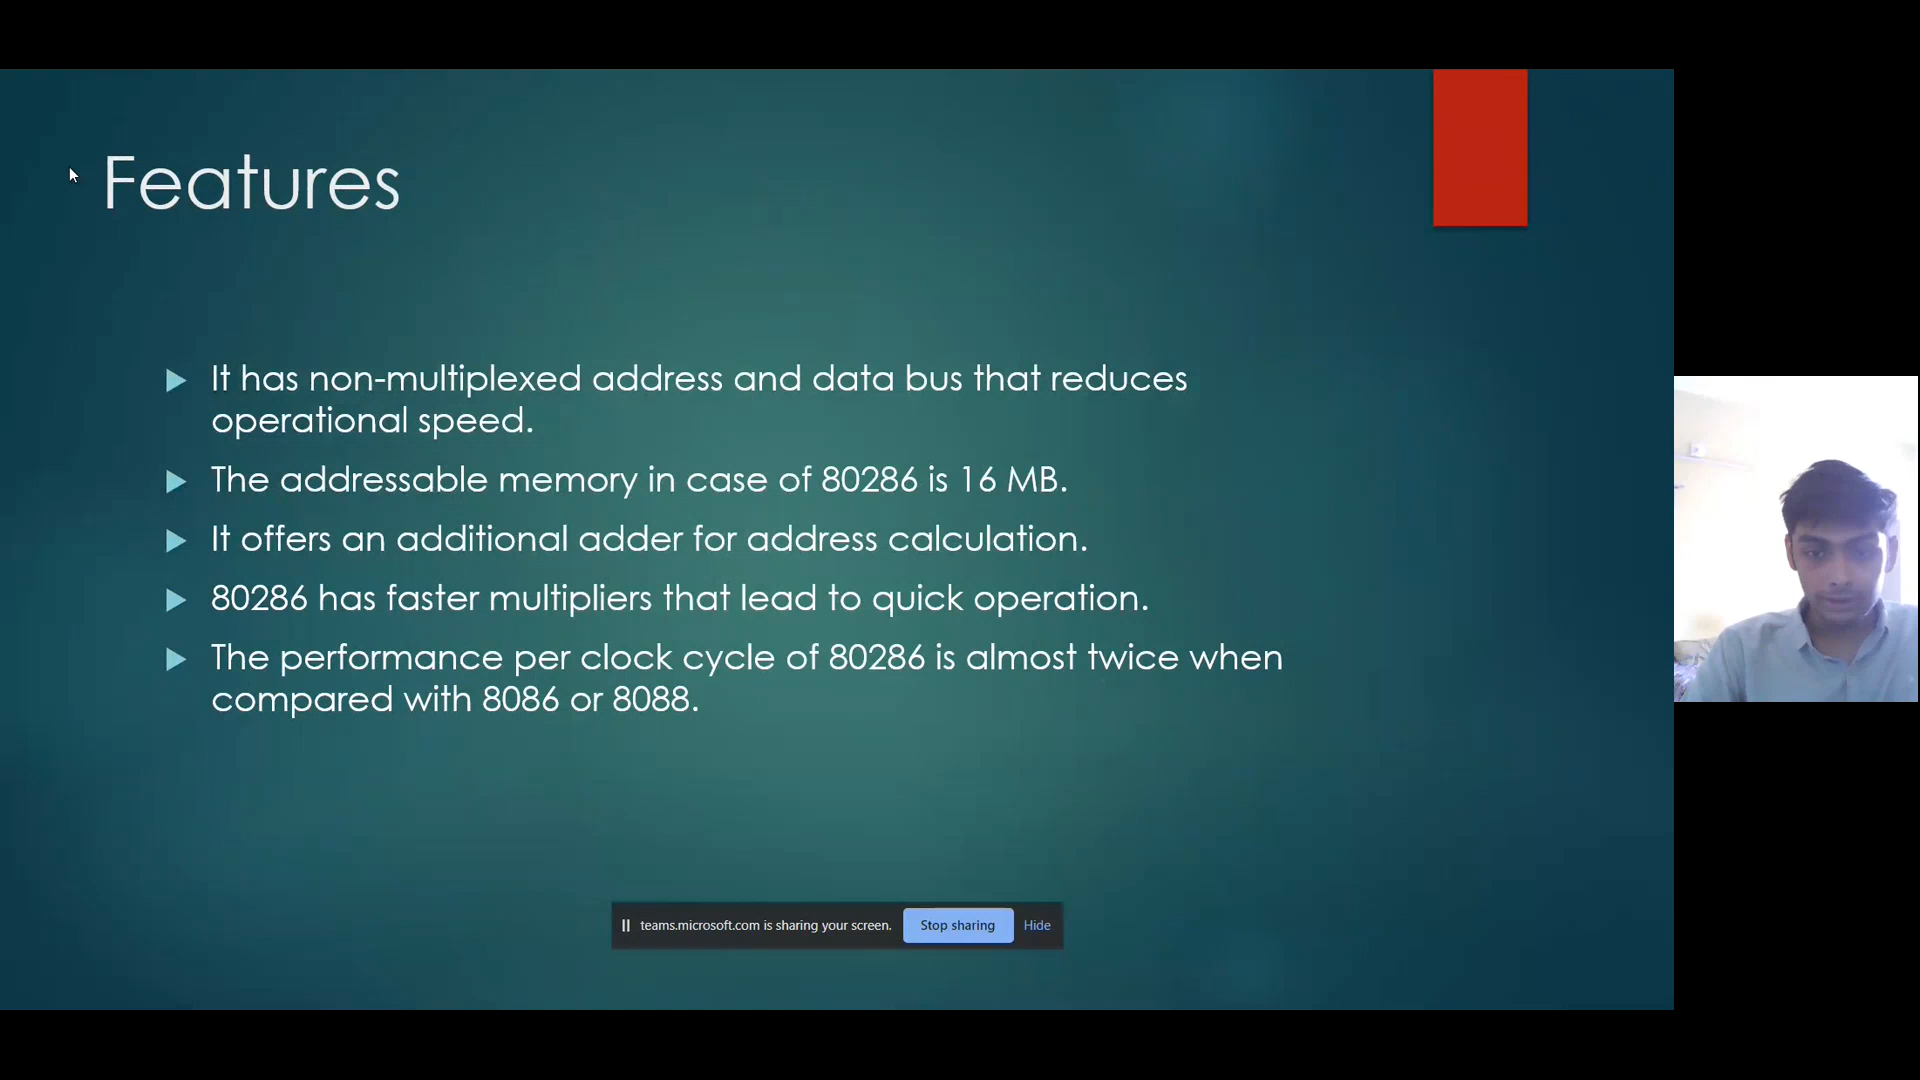 Features
It has non-multiplexed address and data bus that reduces
operational speed.
The addressable memory in case of 80286 is 16 MB.
It offers an additional adder for address calculation.
80286 has faster multipliers that lead to quick operation.
The performance per clock cycle of 80286 is almost twice when
compared with 8086 or 8088.
teams.microsoft.com is sharing your screen. Stop sharing Hide